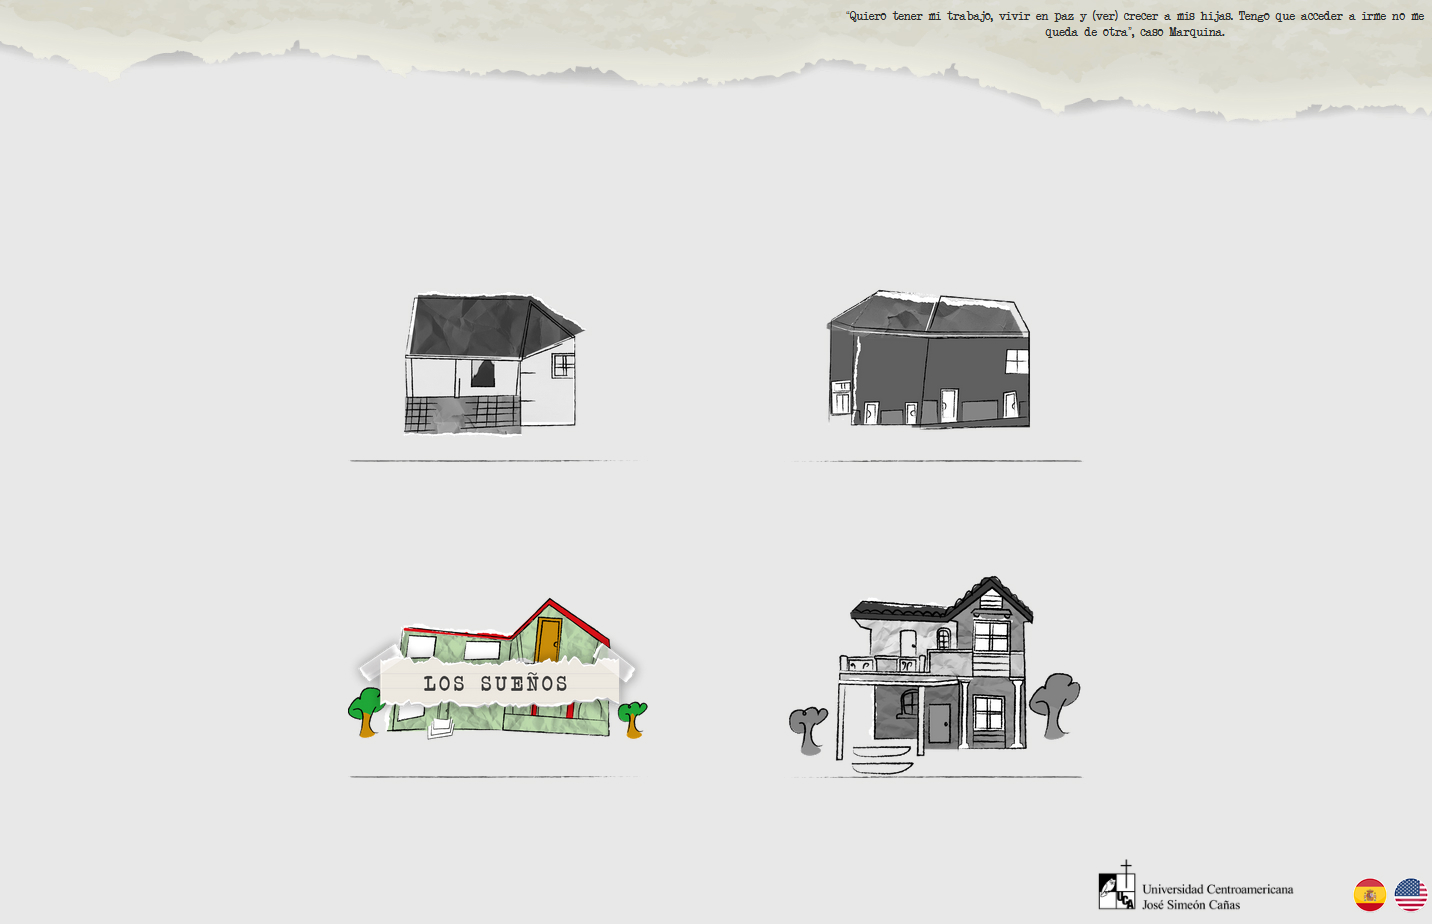 "Quiero tener mi trabajo, vivir en paz y (ver) crecer a mis hijas. Tengo que acceder a irme no me
queda de otra", caso Marquina.
LOS SUEÑOS
UCA
Universidad Centroamericana
José Simeón Cañas